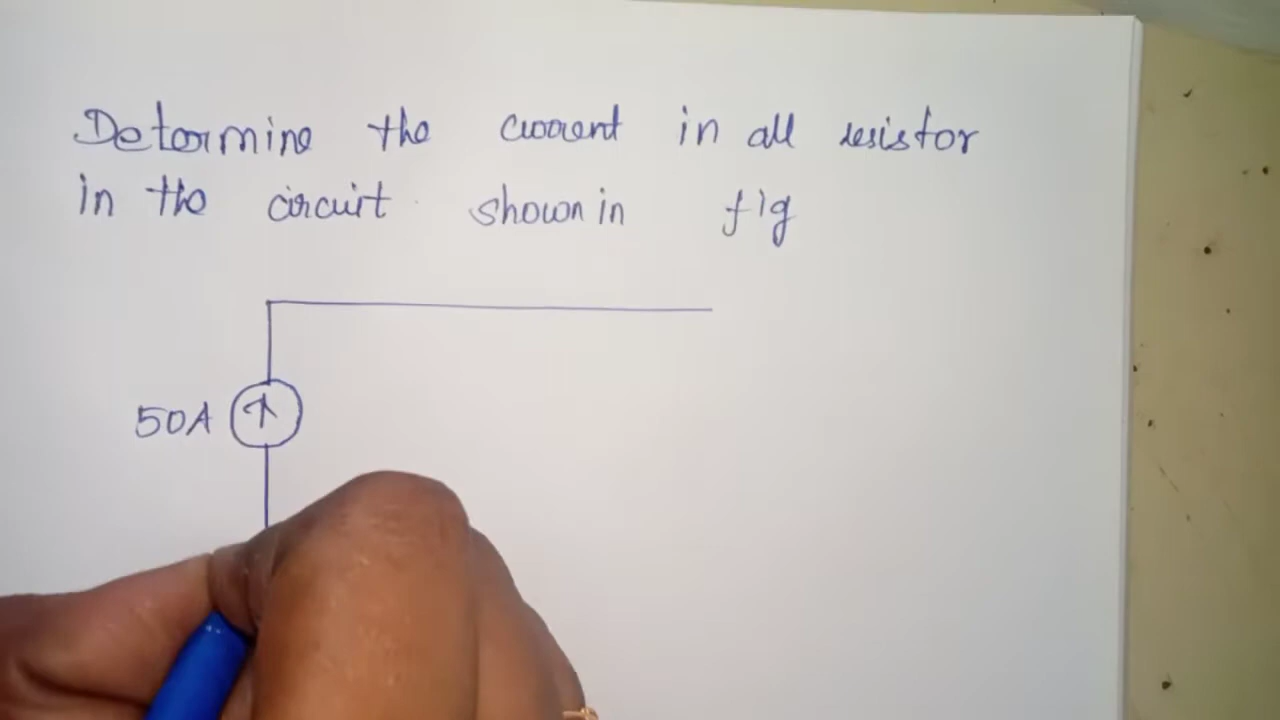 Determine the current in all resistor
in the circuit shown in fig
50A